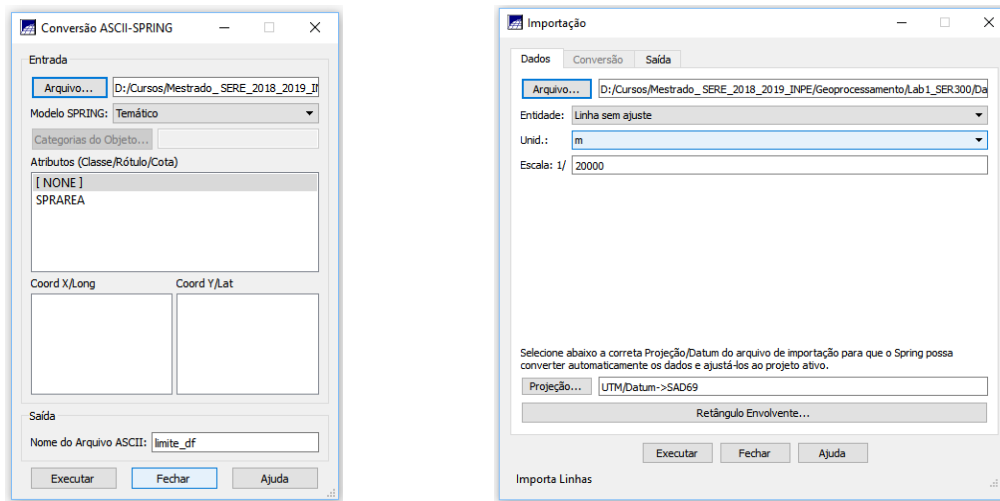 Conversão ASCII-SPRING
Entrada
Arquivo... D:/Cursos/Mestrado_ SERE_2018_2019_IN
Modelo SPRING: Temático
Categorias do Objeto...
Atributos (Classe/Rótulo/Cota)
[ NONE ]
SPRAREA
Coord X/Long Coord Y/Lat
Saída
Nome do Arquivo ASCII: limite_df
Executar Fechar Ajuda
Importação
Dados Conversão Saída
Arquivo... D:/Cursos/Mestrado_ SERE_2018_2019_INPE/Geoprocessamento/Lab1_SER300/Da
Entidade: Linha sem ajuste
Unid.: m
Escala: 1/ 20000
Selecione abaixo a correta Projeção/Datum do arquivo de importação para que o Spring possa
converter automaticamente os dados e ajustá-los ao projeto ativo.
Projeção... UTM/Datum->SAD69
Retângulo Envolvente...
Executar Fechar Ajuda
Importa Linhas